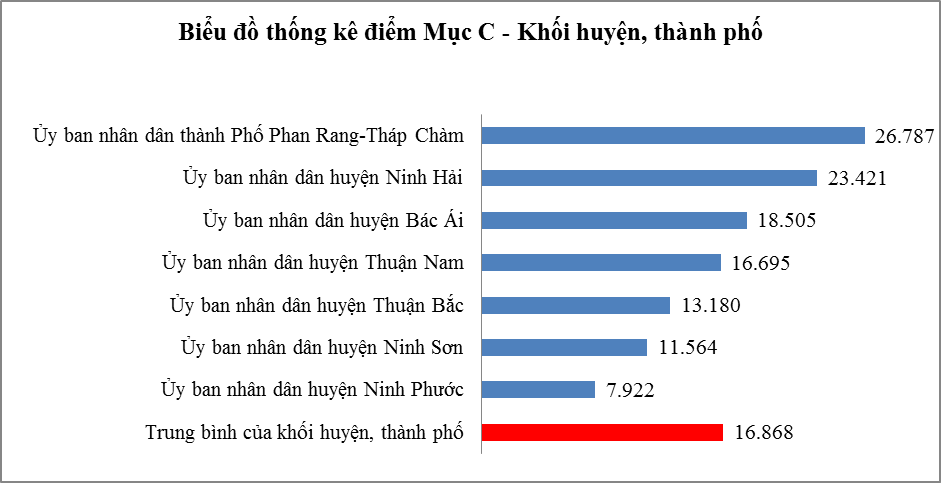 Biểu đồ thống kê điểm Mục C - Khối huyện, thành phố
Ủy ban nhân dân thành Phố Phan Rang-Tháp Chàm 26.787
Ủy ban nhân dân huyện Ninh Hải 23.421
Ủy ban nhân dân huyện Bác Ái 18.505
Ủy ban nhân dân huyện Thuận Nam 16.695
Ủy ban nhân dân huyện Thuận Bắc 13.180
Ủy ban nhân dân huyện Ninh Sơn 11.564
Ủy ban nhân dân huyện Ninh Phước 7.922
Trung bình của khối huyện, thành phố 16.868